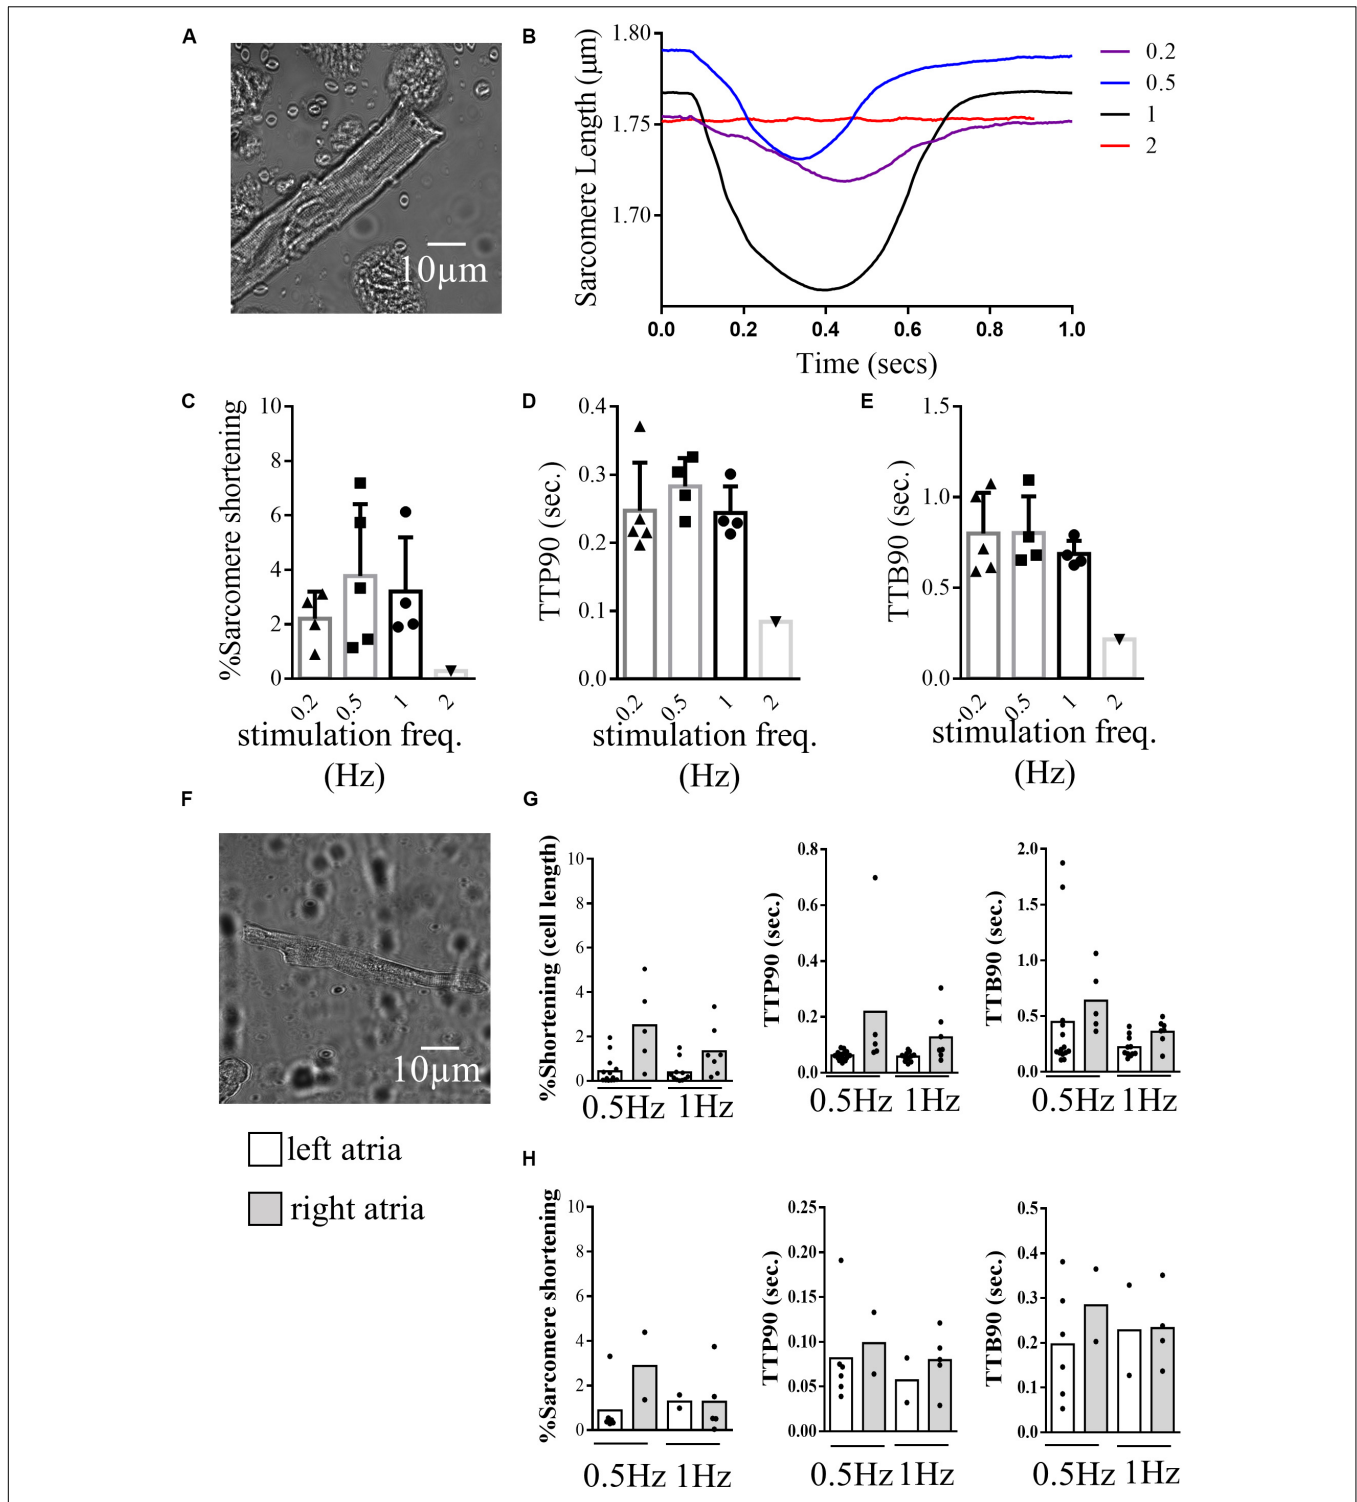 A
10µm
B
Sarcomere Length (µm)
1.80
1.75
1.70
0.0 0.2 0.4 0.6 0.8 1.0
Time (secs)
0.2
0.5
1
2
C
%Sarcomere shortening
10
8
6
4
2
0
0.2 0.5 1 2
stimulation freq.
(Hz)
D
TTP90 (sec.)
0.4
0.3
0.2
0.1
0.0
0.2 0.5 1 2
stimulation freq.
(Hz)
E
TTB90 (sec.)
1.5
1.0
0.5
0.0
0.2 0.5 1 2
stimulation freq.
(Hz)
F
10µm
left atria
right atria
G
%Shortening (cell length)
10
8
6
4
2
0
0.5Hz 1Hz
TTP90 (sec.)
0.8
0.6
0.4
0.2
0.0
0.5Hz 1Hz
TTB90 (sec.)
2.0
1.5
1.0
0.5
0.0
0.5Hz 1Hz
H
%Sarcomere shortening
10
8
6
4
2
0
0.5Hz 1Hz
TTP90 (sec.)
0.25
0.20
0.15
0.10
0.05
0.00
0.5Hz 1Hz
TTB90 (sec.)
0.5
0.4
0.3
0.2
0.1
0.0
0.5Hz 1Hz